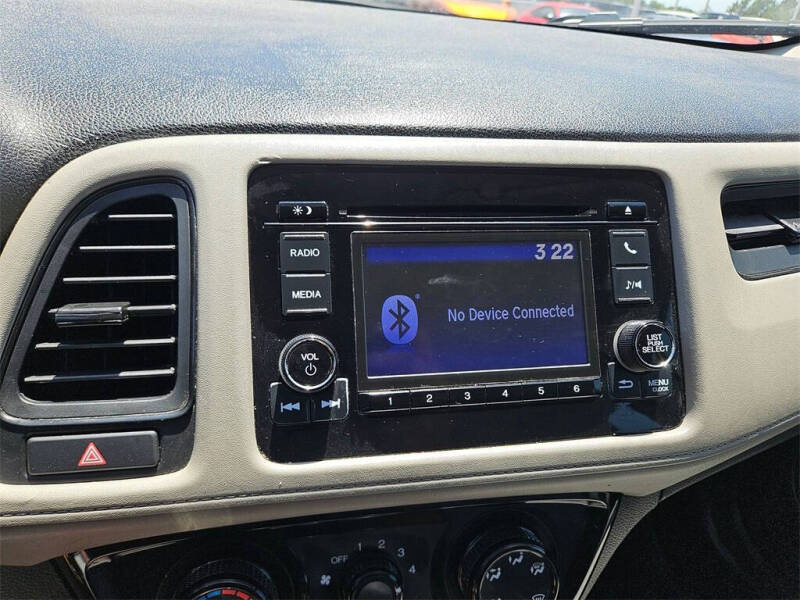 3 22
RADIO
MEDIA
No Device Connected
VOL
LIST
PUSH
SELECT
MENU
CLOCK
1 2 3 4 5 6
OFF 1 2 3 4